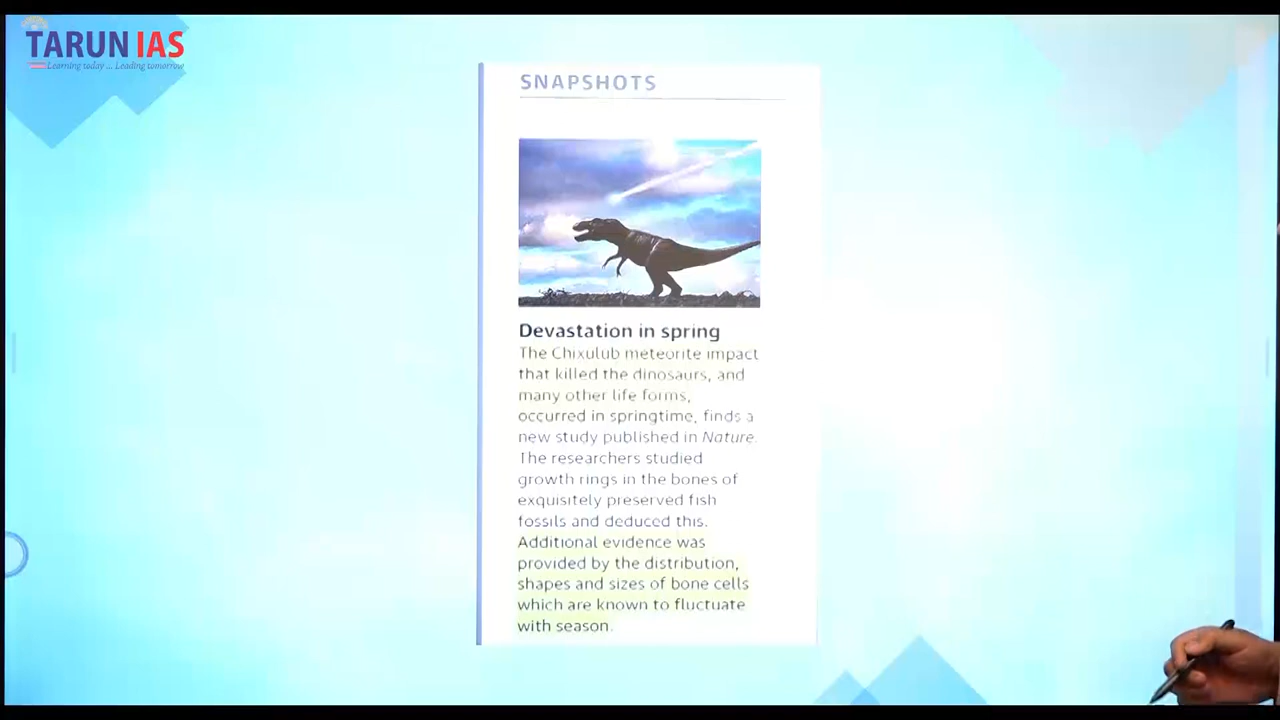 TARUN IAS
Learning today ... Leading tomorrow
SNAPSHOTS
Devastation in spring
The Chixulub meteorite impact
that killed the dinosaurs, and
many other life forms,
occurred in springtime, finds a
new study published in Nature.
The researchers studied
growth rings in the bones of
exquisitely preserved fish
fossils and deduced this.
Additional evidence was
provided by the distribution,
shapes and sizes of bone cells
which are known to fluctuate
with season.